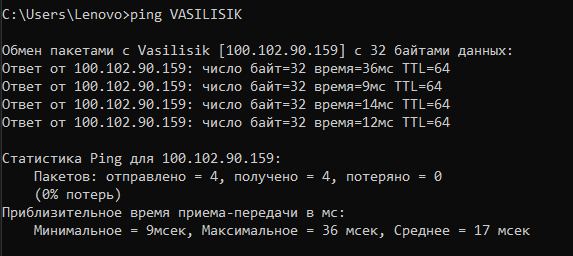 C:\Users\Lenovo>ping VASILISIK
Обмен пакетами с Vasilisik [100.102.90.159] с 32 байтами данных:
Ответ от 100.102.90.159: число байт=32 время=36мс TTL=64
Ответ от 100.102.90.159: число байт=32 время=9мс TTL=64
Ответ от 100.102.90.159: число байт=32 время=14мс TTL=64
Ответ от 100.102.90.159: число байт=32 время=12мс TTL=64
Статистика Ping для 100.102.90.159:
Пакетов: отправлено = 4, получено = 4, потеряно = 0
(0% потерь)
Приблизительное время приема-передачи в мс:
Минимальное = 9мсек, Максимальное = 36 мсек, Среднее = 17 мсек